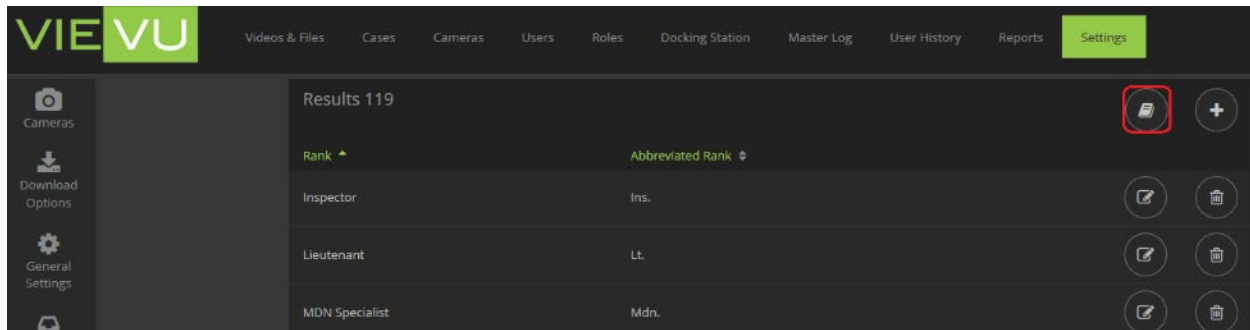 VIEVU
Videos & Files Cases Cameras Users Roles Docking Station Master Log User History Reports Settings
Cameras
Download
Options
General
Settings
Results 119
Rank Abbreviated Rank
Inspector Ins.
Lieutenant Lt.
MDN Specialist Mdn.